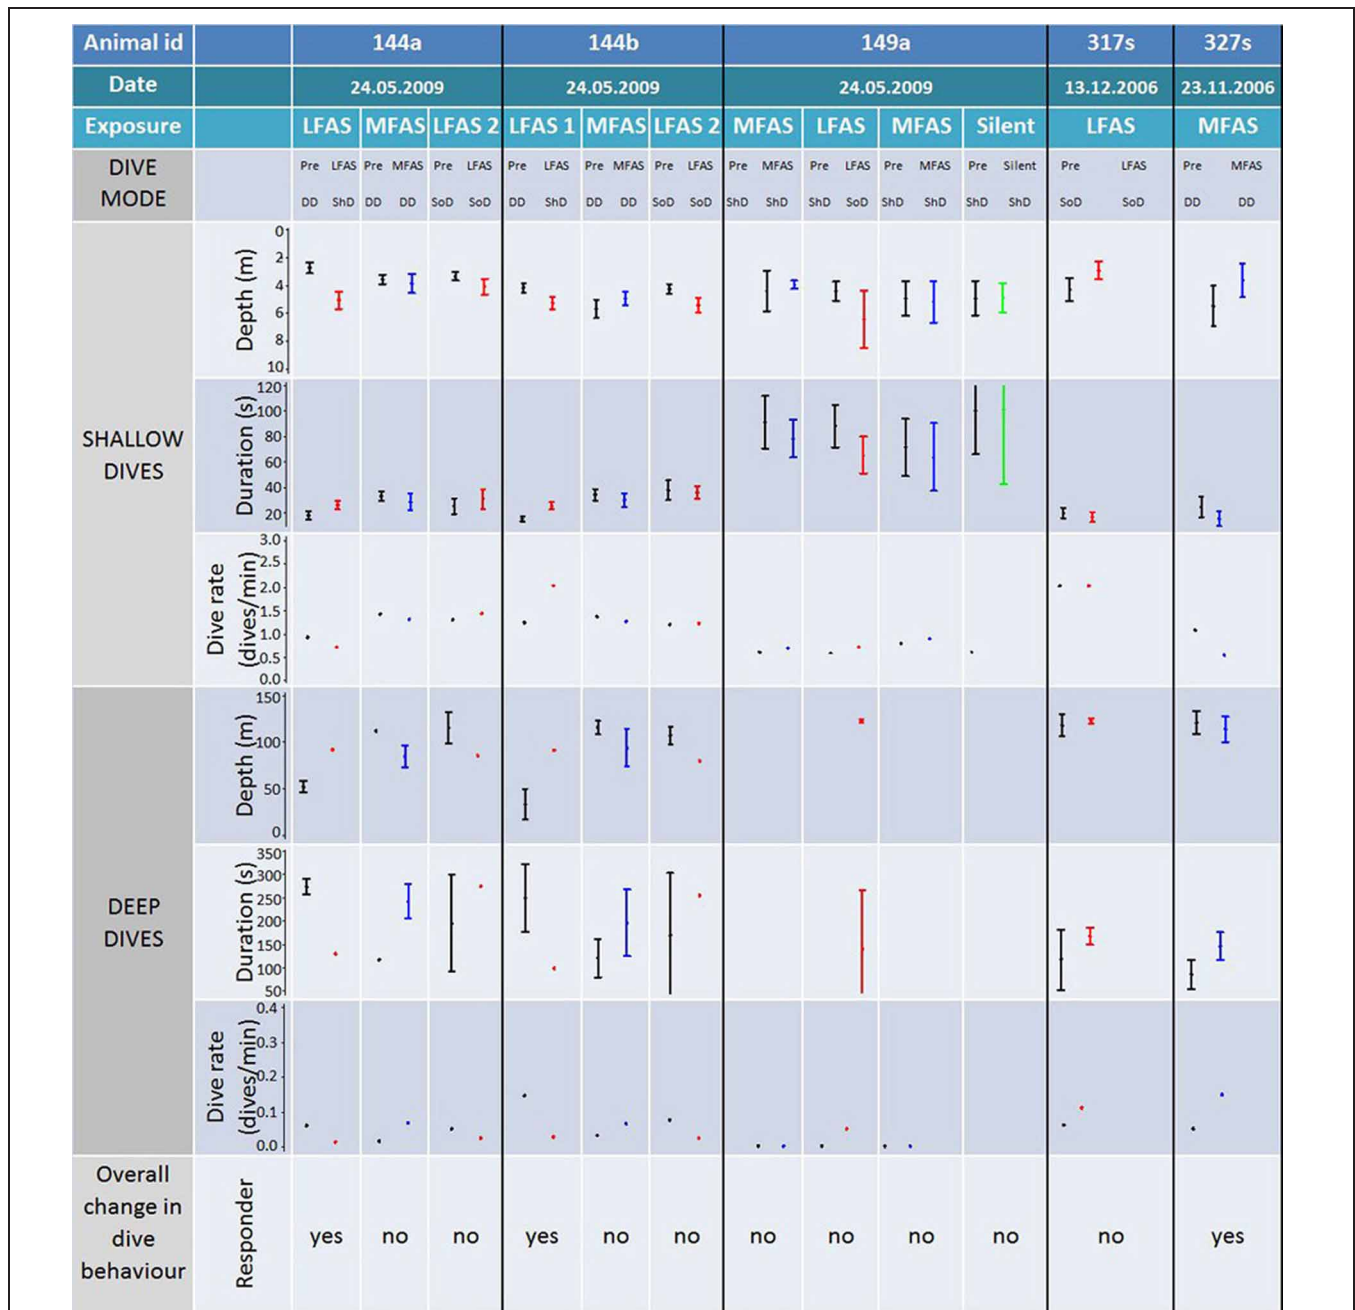 Animal id 144a 144b 149a 317s 327s
Date 24.05.2009 24.05.2009 24.05.2009 13.12.2006 23.11.2006
Exposure LFAS MFAS LFAS 2 LFAS 1 MFAS LFAS 2 MFAS LFAS MFAS Silent LFAS MFAS
DIVE MODE
Pre LFAS Pre MFAS Pre LFAS Pre LFAS Pre MFAS Pre LFAS Pre MFAS Pre LFAS Pre MFAS Pre Silent Pre LFAS Pre MFAS
DD ShD DD DD SoD SoD DD ShD DD DD SoD SoD ShD ShD ShD SoD ShD ShD ShD ShD SoD SoD DD DD
SHALLOW
DIVES
Depth (m)
0
2
4
6
8
10
Duration (s)
120
100
80
60
40
20
Dive rate
(dives/min)
3.0
2.5
2.0
1.5
1.0
0.5
0.0
DEEP
DIVES
Depth (m)
150
100
50
0
Duration (s)
350
300
250
200
150
100
50
Dive rate
(dives/min)
0.4
0.3
0.2
0.1
0.0
Overall
change in
dive
behaviour
Responder
yes no no yes no no no no no no no yes